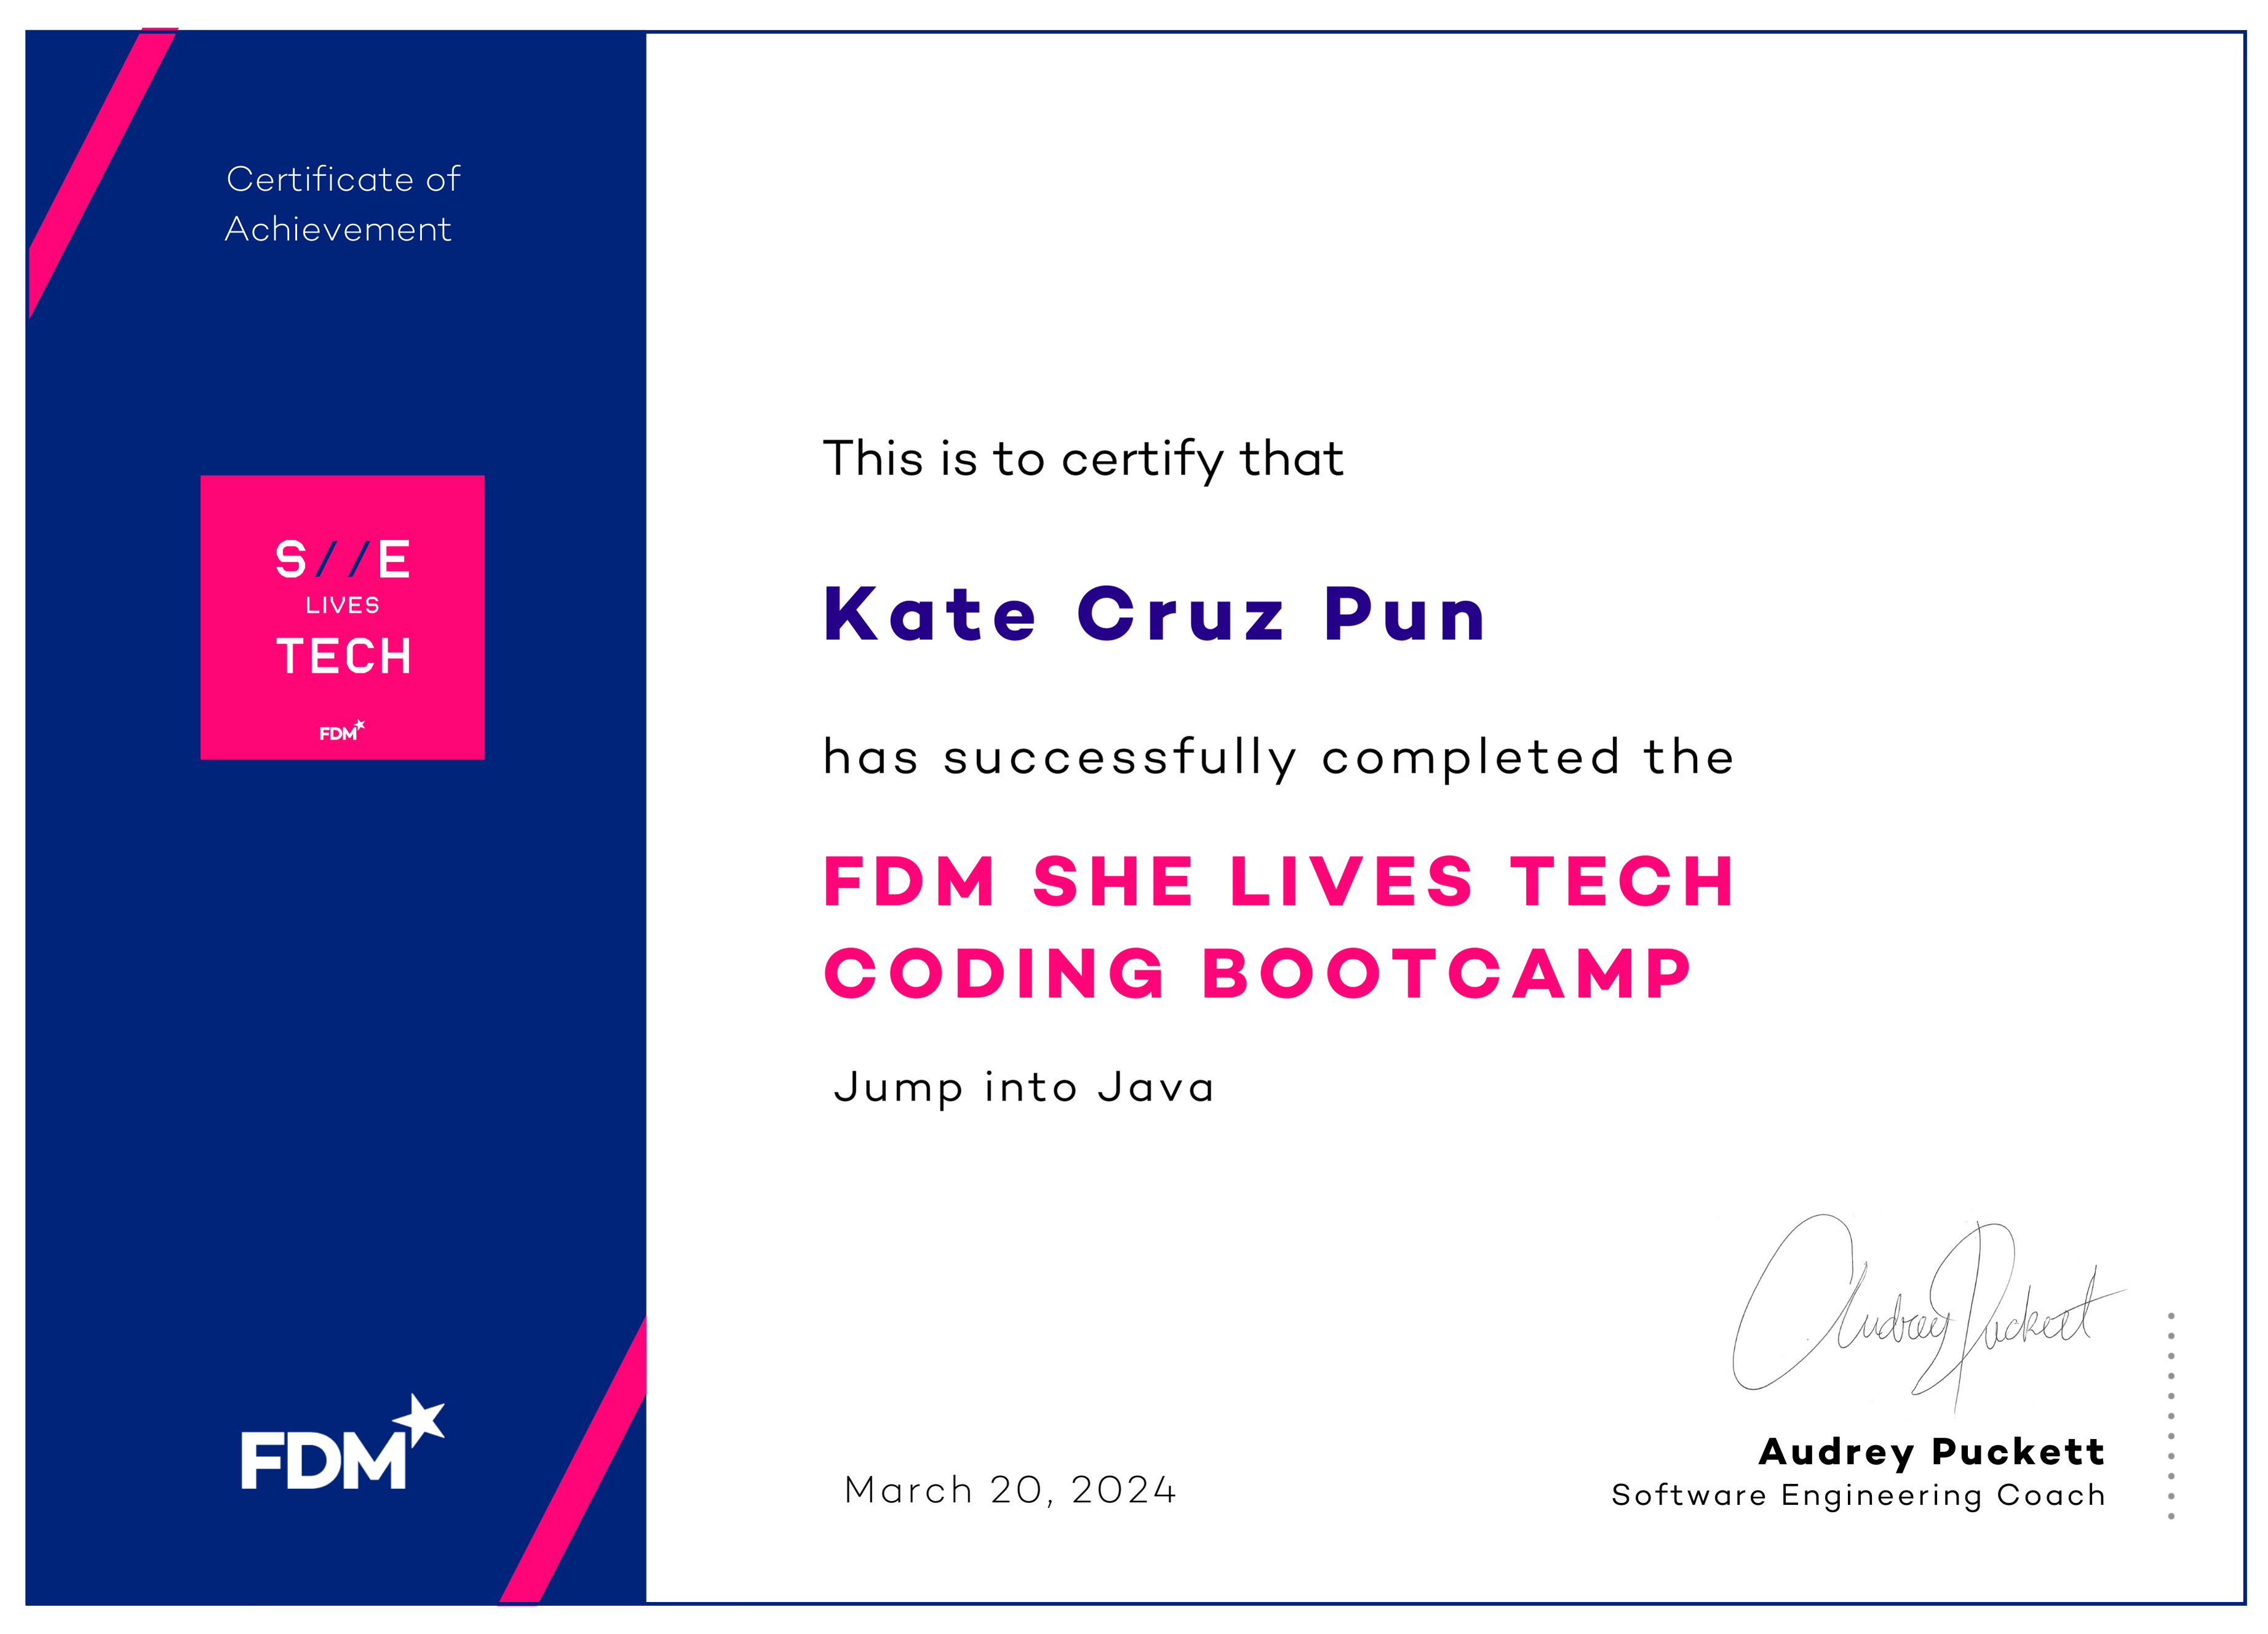 Certificate of
Achievement
S//E
LIVES
TECH
FDM
FDM
This is to certify that
Kate Cruz Pun
has successfully completed the
FDM SHE LIVES TECH
CODING BOOTCAMP
Jump into Java
March 20, 2024
Audrey Puckett
Audrey Puckett
Software Engineering Coach